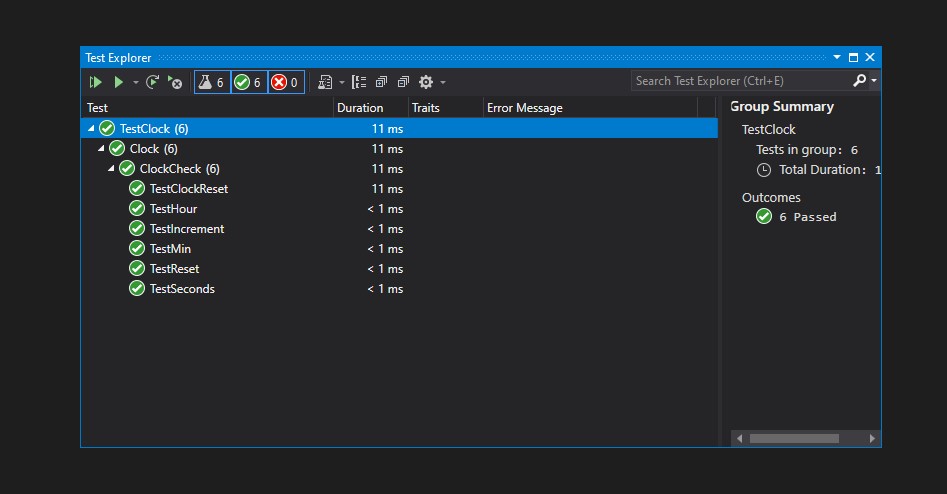 Test Explorer
6 6 0
Search Test Explorer (Ctrl+E)
Test Duration Traits Error Message
TestClock (6) 11 ms
Clock (6) 11 ms
ClockCheck (6) 11 ms
TestClockReset 11 ms
TestHour < 1 ms
TestIncrement < 1 ms
TestMin < 1 ms
TestReset < 1 ms
TestSeconds < 1 ms
Group Summary
TestClock
Tests in group: 6
Total Duration: 1
Outcomes
6 Passed